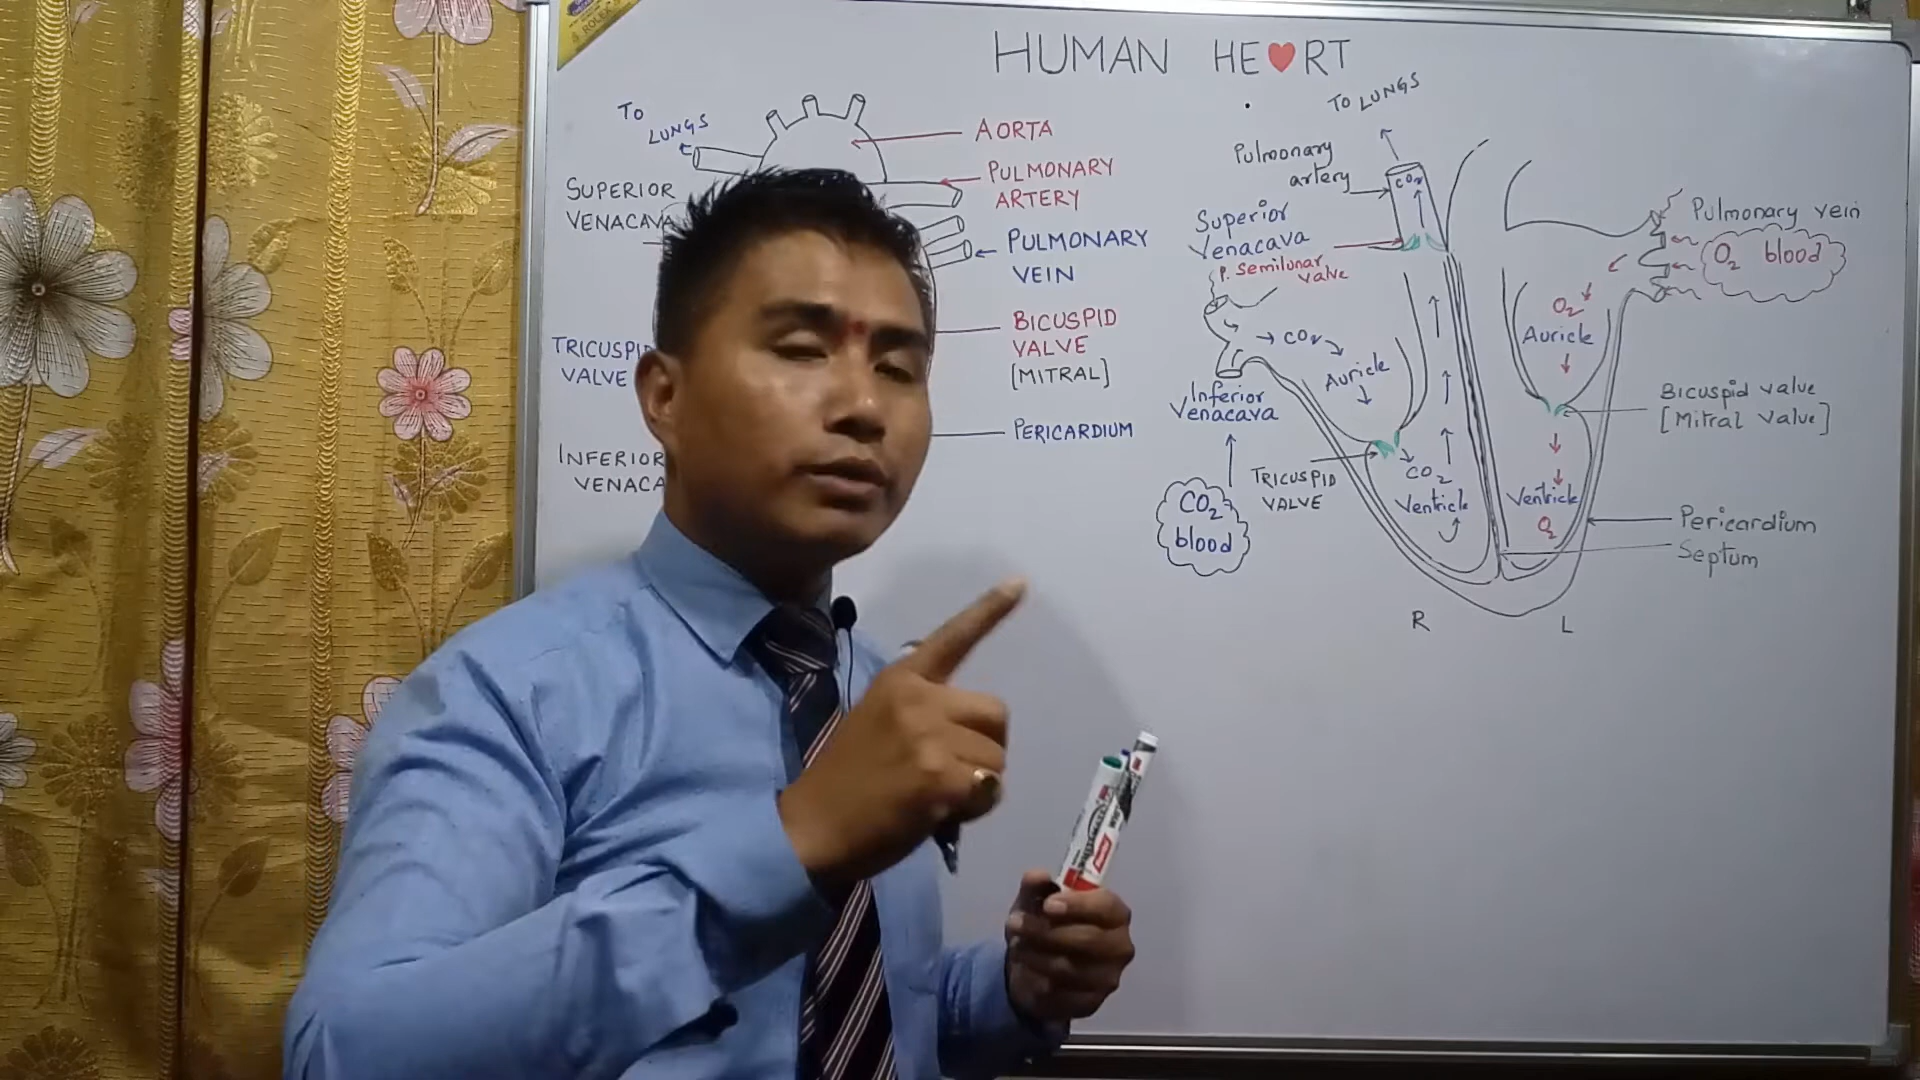 HUMAN HE❤RT
TO
LUNGS
AORTA
PULMONARY
ARTERY
SUPERIOR
VENACAVA
PULMONARY
VEIN
TRICUSPID
VALVE
BICUSPID
VALVE
[MITRAL]
INFERIOR
VENACA
PERICARDIUM
TO LUNGS
Pulmonary
artery
CO2
Superior
Venacava
P. Semilunar
valve
CO2
Auricle
Inferior
Venacava
TRICUSPID
VALVE
CO2
blood
CO2
Ventricle
R
Pulmonary vein
O2 blood
O2
Auricle
Bicuspid valve
[Mitral Valve]
Ventricle
O2
Pericardium
Septum
L